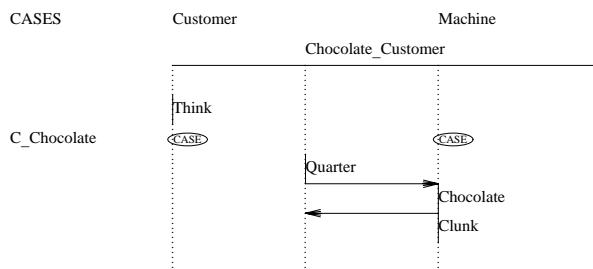 CASES Customer Machine
Chocolate_Customer
Think
C_Chocolate CASE CASE
Quarter
Chocolate
Clunk